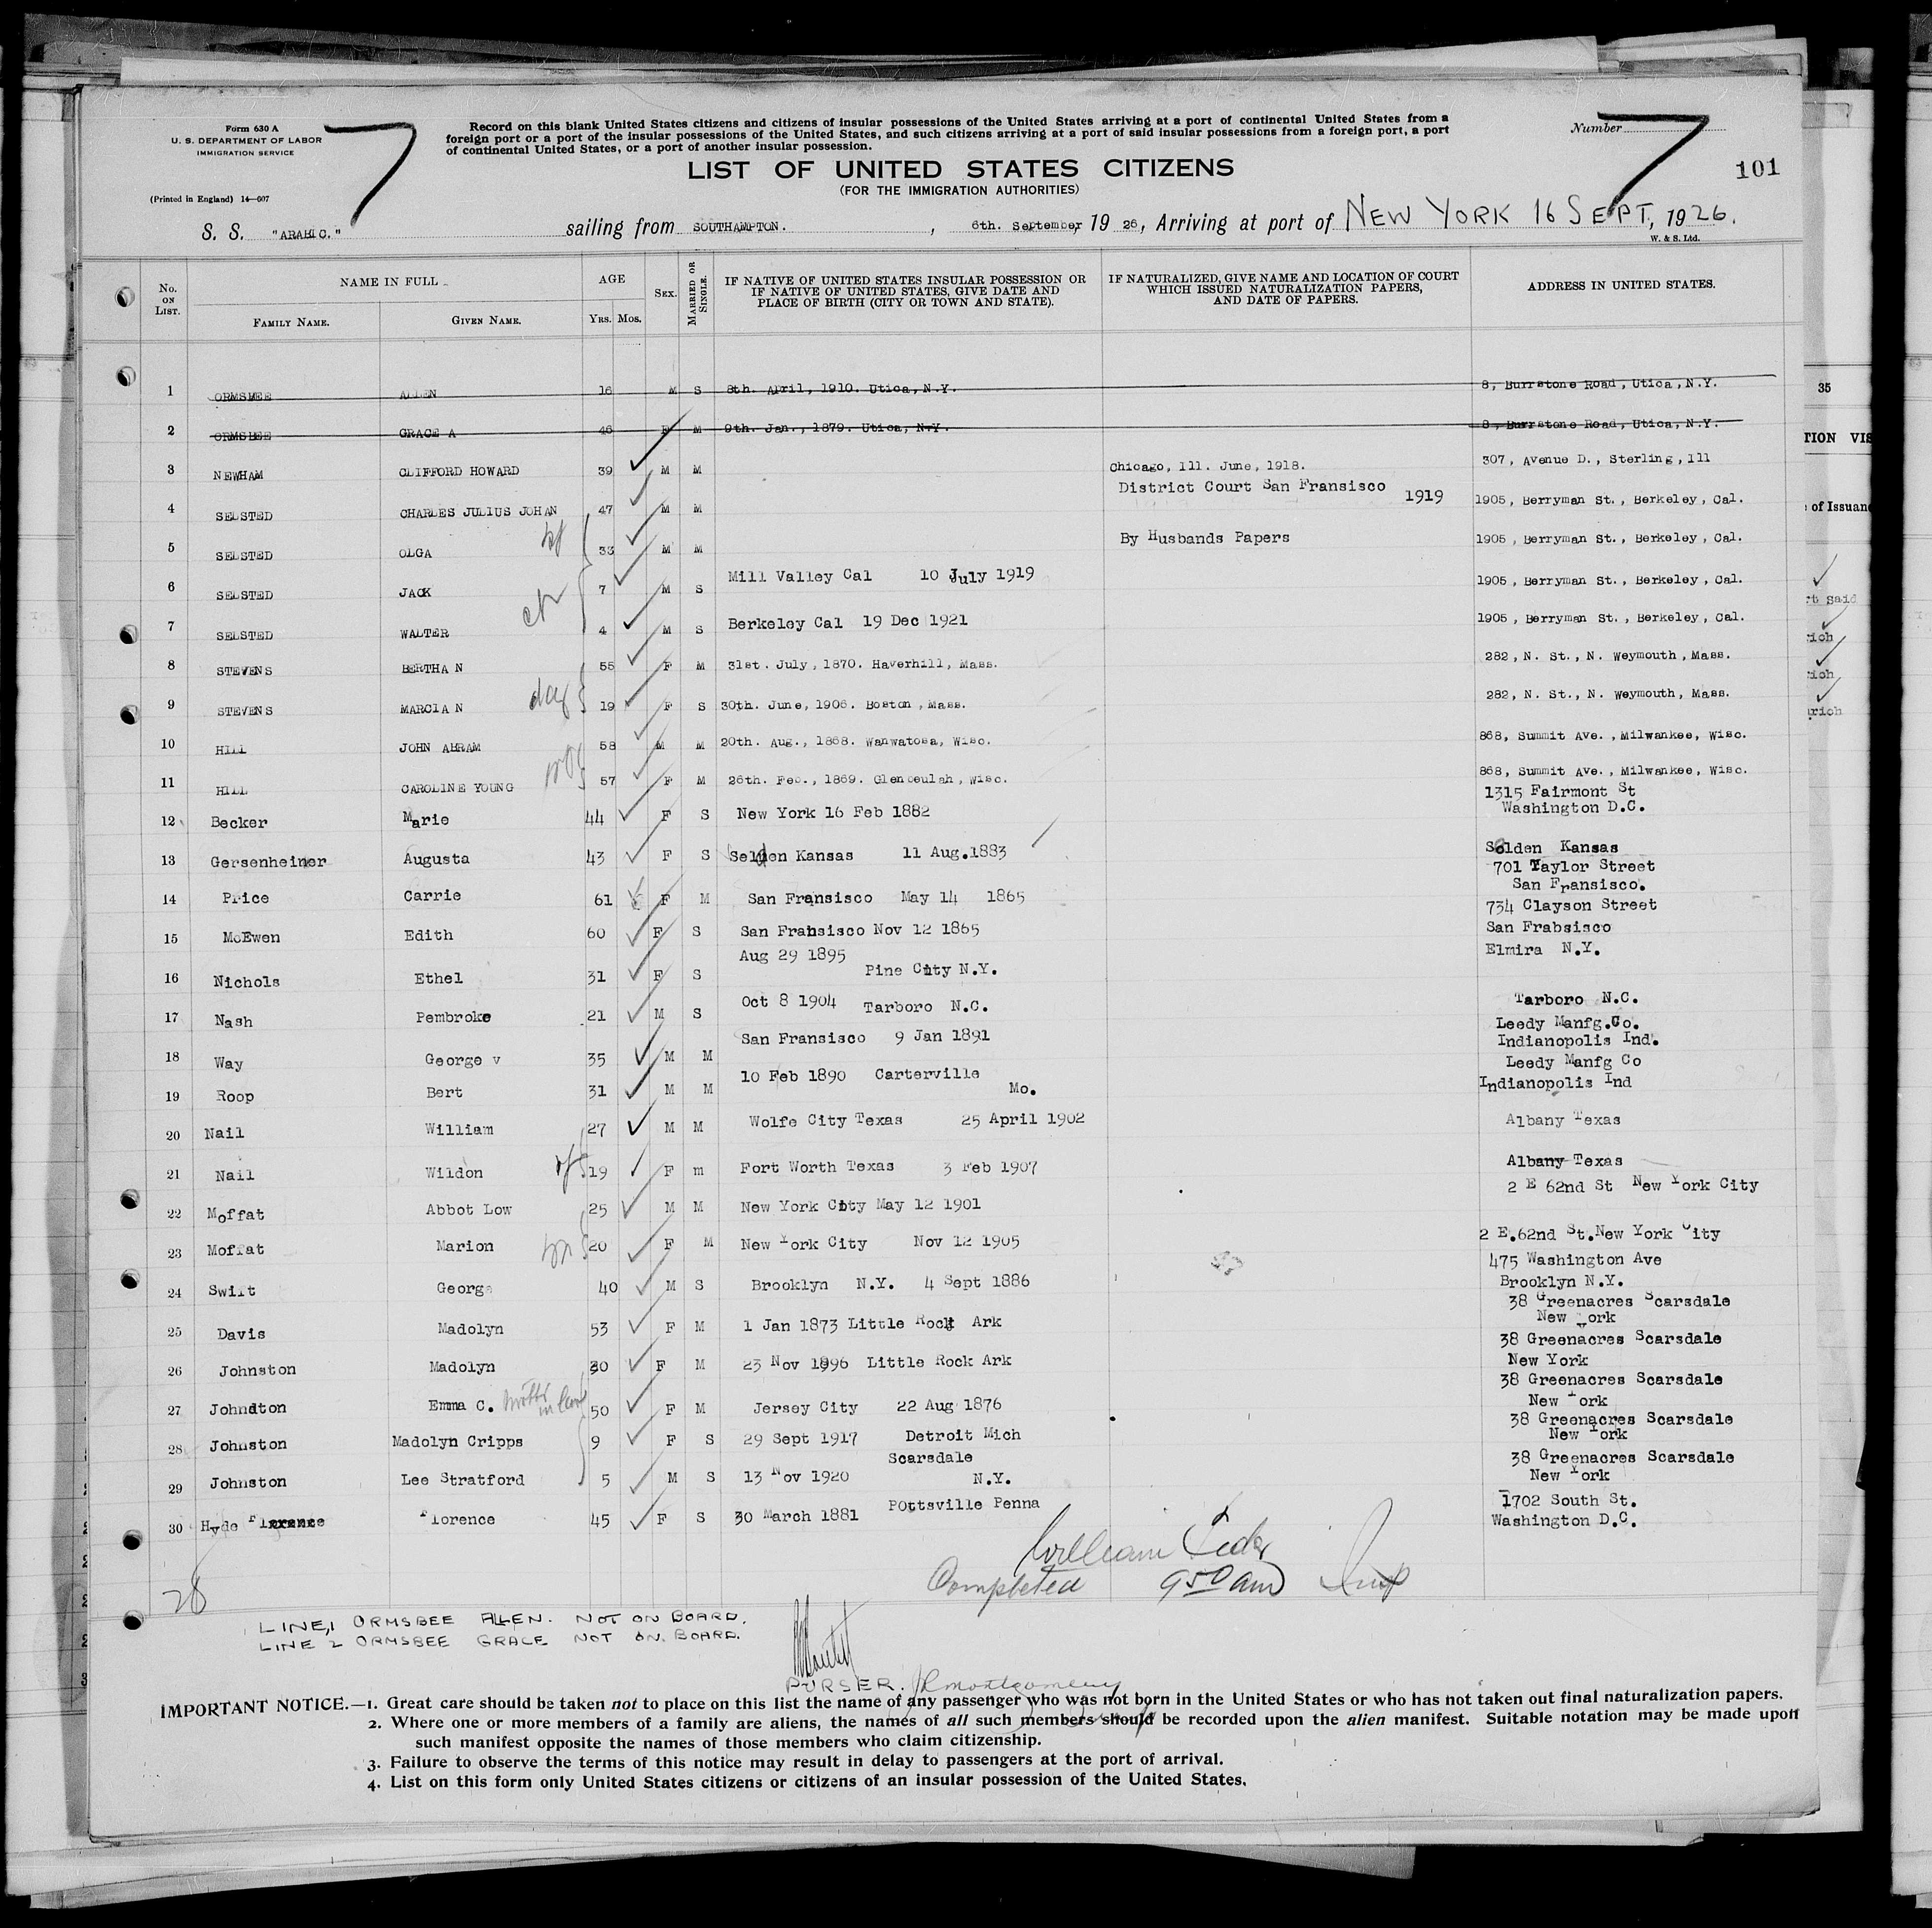 Form 630 A
U. S. DEPARTMENT OF LABOR
IMMIGRATION SERVICE
(Printed in England) 14—607
7
Record on this blank United States citizens and citizens of insular possessions of the United States arriving at a port of continental United States from a
foreign port or a port of the insular possessions of the United States, and such citizens arriving at a port of said insular possessions from a foreign port, a port
of continental United States, or a port of another insular possession.
LIST OF UNITED STATES CITIZENS
(FOR THE IMMIGRATION AUTHORITIES)
Number 7
101
S. S. "ARABIC." sailing from SOUTHAMPTON. , 6th. September, 19 26, Arriving at port of NEW YORK 16 SEPT, 1926.
W. & S. Ltd.
No. ON LIST. NAME IN FULL AGE SEX. MARRIED OR SINGLE. IF NATIVE OF UNITED STATES INSULAR POSSESSION OR IF NATIVE OF UNITED STATES, GIVE DATE AND PLACE OF BIRTH (CITY OR TOWN AND STATE). IF NATURALIZED, GIVE NAME AND LOCATION OF COURT WHICH ISSUED NATURALIZATION PAPERS, AND DATE OF PAPERS. ADDRESS IN UNITED STATES.
FAMILY NAME. GIVEN NAME. YRS. MOS.
1 ORMSBEE ALLEN 16 M S 8th. April, 1910. Utica, N.Y. 8, Burrstone Road, Utica, N.Y.
2 ORMSBEE GRACE A 46 F M 9th. Jan., 1879. Utica, N.Y. 8, Burrstone Road, Utica, N.Y.
3 NEWHAM CLIFFORD HOWARD 39 M M Chicago, Ill. June, 1918. 307, Avenue D., Sterling, Ill
4 SELSTED CHARLES JULIUS JOHAN 47 M M District Court San Fransisco 1919 1905, Berryman St., Berkeley, Cal.
5 SELSTED OLGA 33 M M By Husbands Papers 1905, Berryman St., Berkeley, Cal.
6 SELSTED JACK 7 M S Mill Valley Cal 10 July 1919 1905, Berryman St., Berkeley, Cal.
7 SELSTED WALTER 4 M S Berkeley Cal 19 Dec 1921 1905, Berryman St., Berkeley, Cal.
8 STEVENS BERTHA N 55 F M 31st. July, 1870. Haverhill, Mass. 282, N. St., N. Weymouth, Mass.
9 STEVENS MARCIA N 19 F S 30th. June, 1906. Boston, Mass. 282, N. St., N. Weymouth, Mass.
10 HILL JOHN ABRAM 58 M M 20th. Aug., 1868. Wanwatosa, Wisc. 868, Summit Ave., Milwankee, Wisc.
11 HILL CAROLINE YOUNG 57 F M 26th. Feb., 1869. Glenbeulah, Wisc. 868, Summit Ave., Milwankee, Wisc.
12 Becker Marie 44 F S New York 16 Feb 1882 1315 Fairmont St Washington D.C.
13 Gersenheiner Augusta 43 F S Selden Kansas 11 Aug.1883 Selden Kansas
14 Price Carrie 61 F M San Fransisco May 14 1865 701 Taylor Street San Fransisco.
15 McEwen Edith 60 F S San Fransisco Nov 12 1865 734 Clayson Street San Frabsisco
16 Nichols Ethel 31 F S Aug 29 1895 Pine City N.Y. Elmira N.Y.
17 Nash Pembroke 21 M S Oct 8 1904 Tarboro N.C. Tarboro N.C.
18 Way George v 35 M M San Fransisco 9 Jan 1891 Leedy Manfg.Co. Indianopolis Ind.
19 Roop Bert 31 M M 10 Feb 1890 Carterville Mo. Leedy Manfg Co Indianopolis Ind
20 Nail William 27 M M Wolfe City Texas 25 April 1902 Albany Texas
21 Nail Wildon 19 F m Fort Worth Texas 3 Feb 1907 Albany Texas
22 Moffat Abbot Low 25 M M New York City May 12 1901 2 E 62nd St New York City
23 Moffat Marion 20 F M New York City Nov 12 1905 2 E.62nd St.New York City
24 Swift George 40 M S Brooklyn N.Y. 4 Sept 1886 475 Washington Ave Brooklyn N.Y.
25 Davis Madolyn 53 F M 1 Jan 1873 Little Rock Ark 38 Greenacres Scarsdale New York
26 Johnston Madolyn 30 F M 23 Nov 1996 Little Rock Ark 38 Greenacres Scarsdale New York
27 Johndton Emma C. 50 F M Jersey City 22 Aug 1876 38 Greenacres Scarsdale New York
28 Johnston Madolyn Cripps 9 F S 29 Sept 1917 Detroit Mich 38 Greenacres Scarsdale New York
29 Johnston Lee Stratford 5 M S 13 Nov 1920 Scarsdale N.Y. 38 Greenacres Scarsdale New York
30 Hyde Florence Florence 45 F S 30 March 1881 Pottsville Penna 1702 South St. Washington D.C.
Completed 9 50 am Insp
28
LINE 1 ORMSBEE ALLEN. NOT ON BOARD.
LINE 2 ORMSBEE GRACE NOT ON BOARD.
PURSER. Montgomery
IMPORTANT NOTICE.—1. Great care should be taken not to place on this list the name of any passenger who was not born in the United States or who has not taken out final naturalization papers.
2. Where one or more members of a family are aliens, the names of all such members should be recorded upon the alien manifest. Suitable notation may be made upon
such manifest opposite the names of those members who claim citizenship.
3. Failure to observe the terms of this notice may result in delay to passengers at the port of arrival.
4. List on this form only United States citizens or citizens of an insular possession of the United States.
35
TION VIS
of Issuan